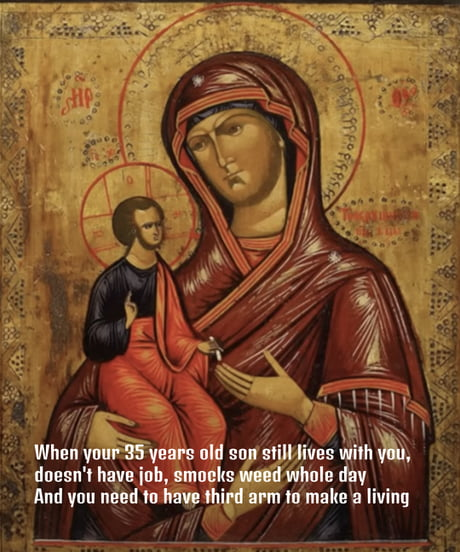 When your 35 years old son still lives with you,
doesn't have job, smocks weed whole day
And you need to have third arm to make a living